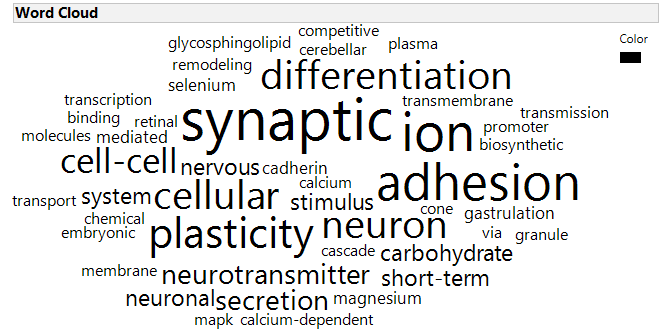 Word Cloud
competitive
Color
glycosphingolipid
cerebellar
plasma
remodeling
differentiation
selenium
transcription
transmembrane
binding
retinal
synaptic
ion
promoter
transmission
molecules
mediated
biosynthetic
cell-cell
nervous
cadherin
transport
system
cellular
calcium
stimulus
adhesion
chemical
cone
gastrulation
embryonic
plasticity
neuron
via
granule
cascade
carbohydrate
membrane
neurotransmitter
short-term
neuronal
secretion
magnesium
mapk
calcium-dependent